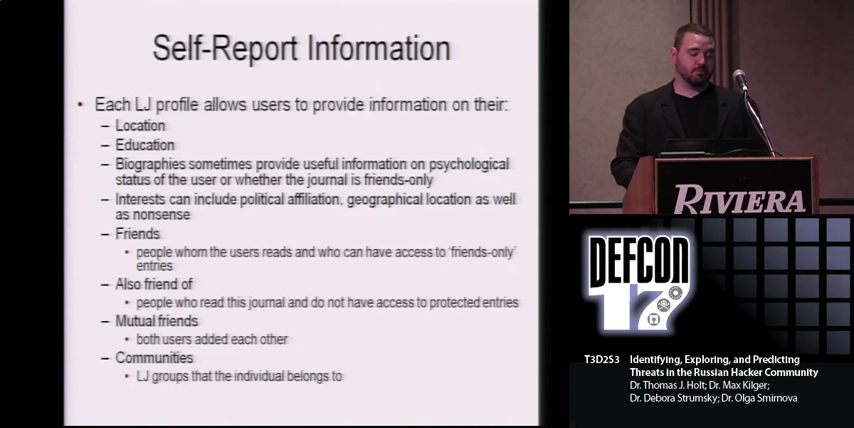 Self-Report Information
• Each LJ profile allows users to provide information on their:
– Location
– Education
– Biographies sometimes provide useful information on psychological
status of the user or whether the journal is friends-only
– Interests can include political affiliation, geographical location as well
as nonsense
– Friends
• people whom the users reads and who can have access to 'friends-only'
entries
– Also friend of
• people who read this journal and do not have access to protected entries
– Mutual friends
• both users added each other
– Communities
• LJ groups that the individual belongs to
RIVIERA
DEFCON
17
T3D2S3 Identifying, Exploring, and Predicting
Threats in the Russian Hacker Community
Dr. Thomas J. Holt; Dr. Max Kilger;
Dr. Debora Strumsky; Dr. Olga Smirnova